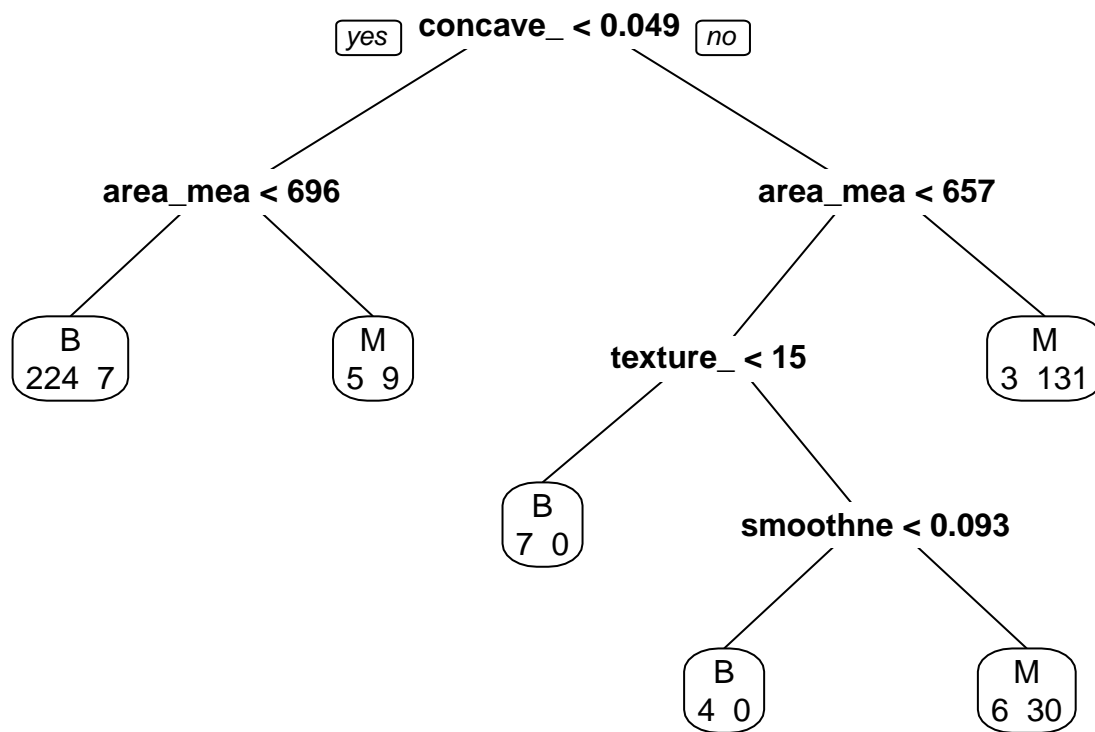 yes concave_ < 0.049 no
area_mea < 696 area_mea < 657
B
224 7
M
5 9
texture_ < 15
M
3 131
B
7 0
smoothne < 0.093
B
4 0
M
6 30